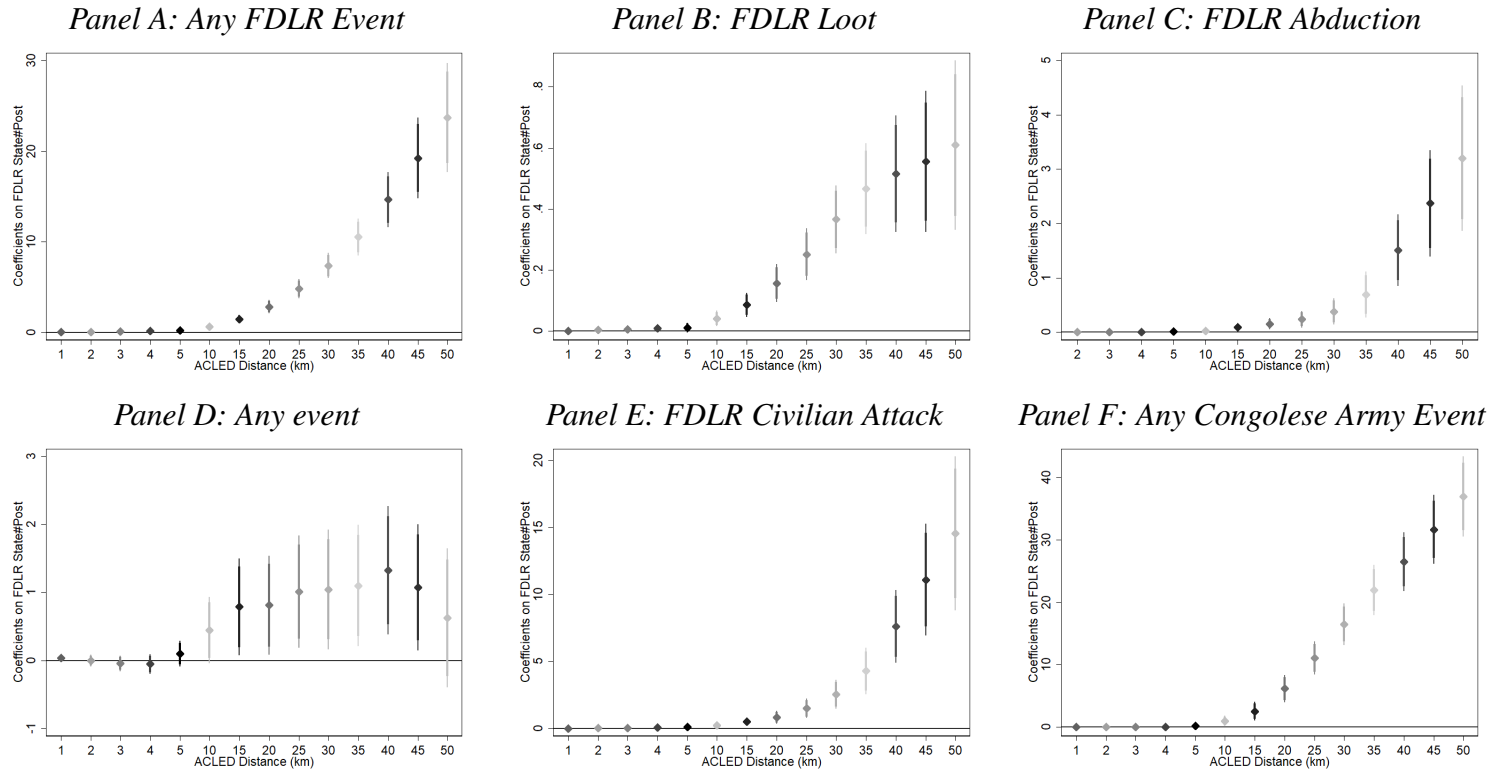 Panel A: Any FDLR Event
Coefficients on FDLR State#Post
30
20
10
0
1 2 3 4 5 10 15 20 25 30 35 40 45 50
ACLED Distance (km)
Panel B: FDLR Loot
Coefficients on FDLR State#Post
.8
.6
.4
.2
0
1 2 3 4 5 10 15 20 25 30 35 40 45 50
ACLED Distance (km)
Panel C: FDLR Abduction
Coefficients on FDLR State#Post
5
4
3
2
1
0
2 3 4 5 10 15 20 25 30 35 40 45 50
ACLED Distance (km)
Panel D: Any event
Coefficients on FDLR State#Post
3
2
1
0
-1
1 2 3 4 5 10 15 20 25 30 35 40 45 50
ACLED Distance (km)
Panel E: FDLR Civilian Attack
Coefficients on FDLR State#Post
20
15
10
5
0
1 2 3 4 5 10 15 20 25 30 35 40 45 50
ACLED Distance (km)
Panel F: Any Congolese Army Event
Coefficients on FDLR State#Post
40
30
20
10
0
1 2 3 4 5 10 15 20 25 30 35 40 45 50
ACLED Distance (km)